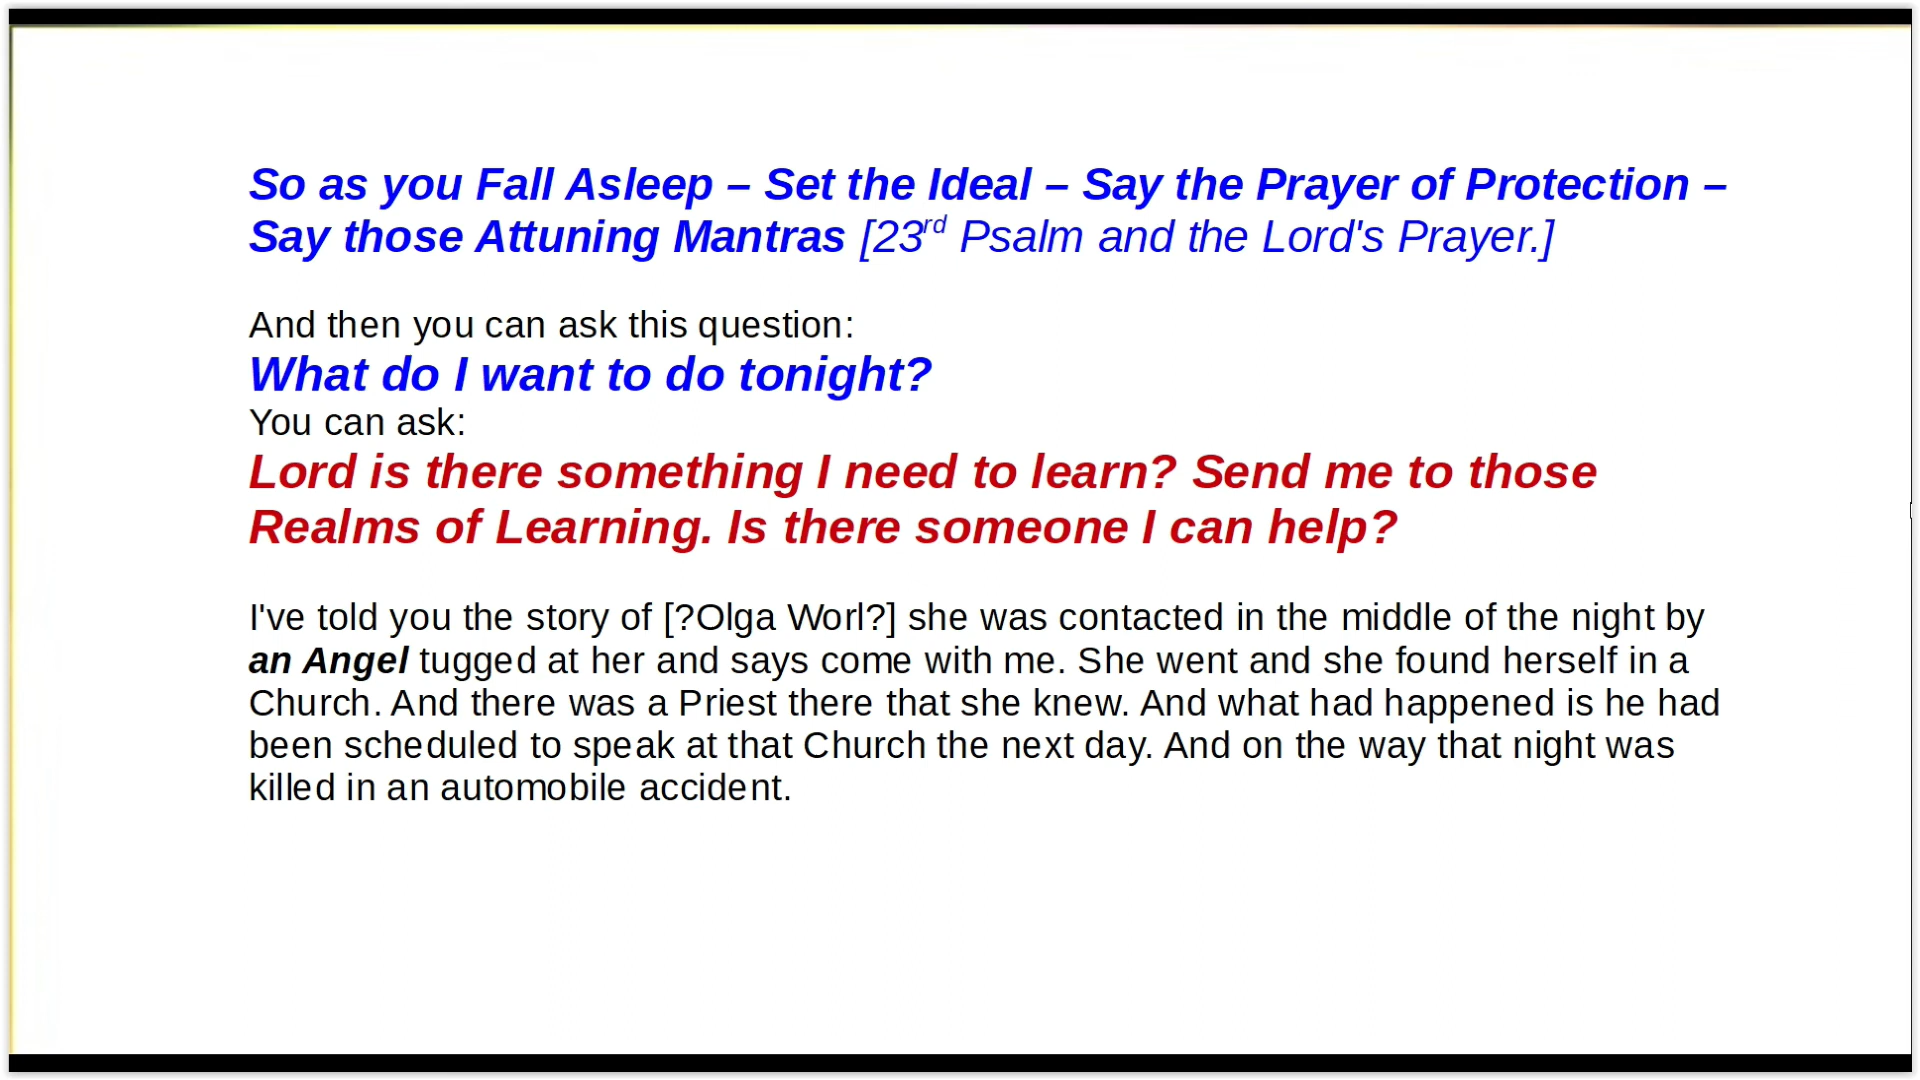 So as you Fall Asleep – Set the Ideal – Say the Prayer of Protection –
Say those Attuning Mantras [23rd Psalm and the Lord's Prayer.]
And then you can ask this question:
What do I want to do tonight?
You can ask:
Lord is there something I need to learn? Send me to those
Realms of Learning. Is there someone I can help?
I've told you the story of [?Olga Worl?] she was contacted in the middle of the night by
an Angel tugged at her and says come with me. She went and she found herself in a
Church. And there was a Priest there that she knew. And what had happened is he had
been scheduled to speak at that Church the next day. And on the way that night was
killed in an automobile accident.